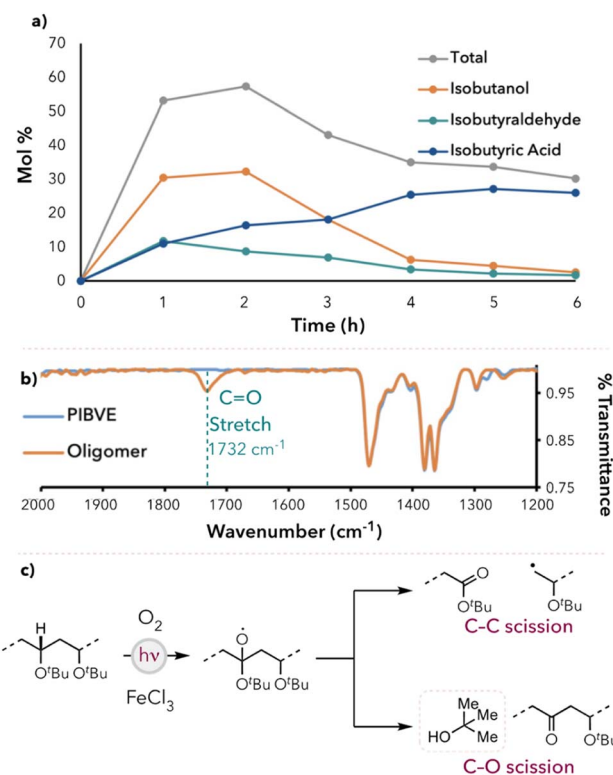 a)
70
60
50
40
30
20
10
0
Mol %
Total
Isobutanol
Isobutyraldehyde
Isobutyric Acid
0 1 2 3 4 5 6
Time (h)
b)
PIBVE
Oligomer
C=O
Stretch
1732 cm⁻¹
0.95
0.85
0.75
% Transmittance
2000 1900 1800 1700 1600 1500 1400 1300 1200
Wavenumber (cm⁻¹)
c)
H
OᵗBu OᵗBu
O₂
hν
FeCl₃
O
OᵗBu OᵗBu
O
OᵗBu
OᵗBu
C-C scission
Me
Me
HO Me
O
OᵗBu
C-O scission